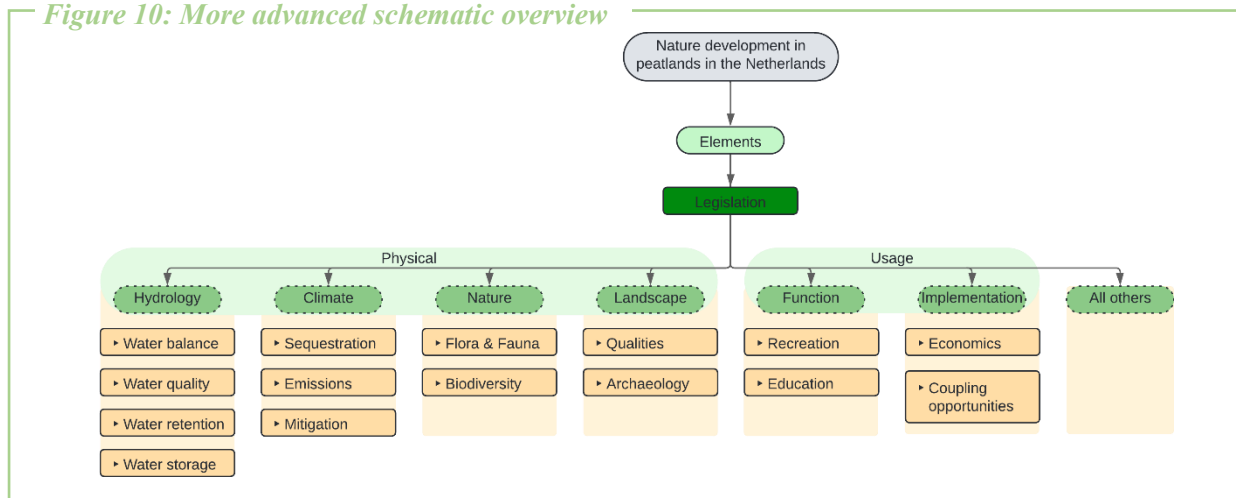 Figure 10: More advanced schematic overview
Nature development in
peatlands in the Netherlands
Elements
Legislation
Physical
Usage
Hydrology
Climate
Nature
Landscape
Function
Implementation
All others
‣ Water balance
‣ Sequestration
‣ Flora & Fauna
‣ Qualities
‣ Recreation
‣ Economics
‣ Water quality
‣ Emissions
‣ Biodiversity
‣ Archaeology
‣ Education
‣ Coupling
opportunities
‣ Water retention
‣ Mitigation
‣ Water storage